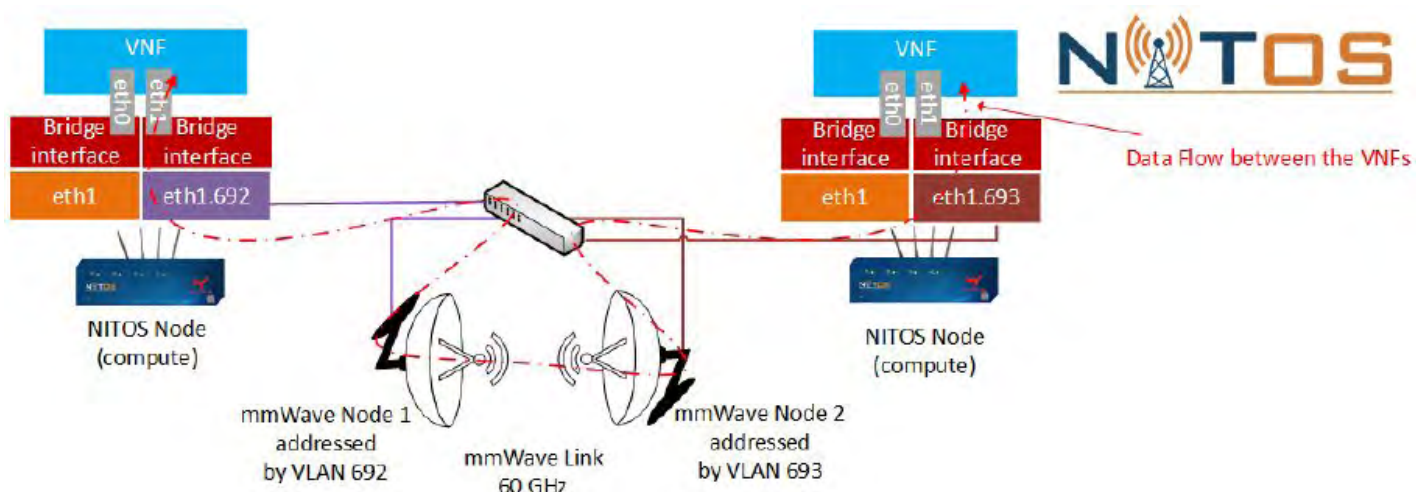 VNF
eth0
eth1
Bridge
interface
Bridge
interface
eth1
eth1.692
NITOS
NITOS Node
(compute)
mmWave Node 1
addressed
by VLAN 692
mmWave Link
60 GHz
mmWave Node 2
addressed
by VLAN 693
VNF
eth0
eth1
Bridge
interface
Bridge
interface
eth1
eth1.693
NITOS
NITOS Node
(compute)
NITOS
Data Flow between the VNFs